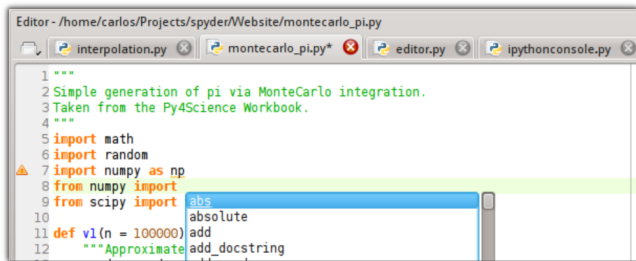 Editor - /home/carlos/Projects/spyder/Website/montecarlo_pi.py
interpolation.py montecarlo_pi.py* editor.py ipythonconsole.py
1 """
2 Simple generation of pi via MonteCarlo integration.
3 Taken from the Py4Science Workbook.
4 """
5 import math
6 import random
7 import numpy as np
8 from numpy import
9 from scipy import abs
10 absolute
11 def v1(n = 100000) add
12 """Approximate add_docstring